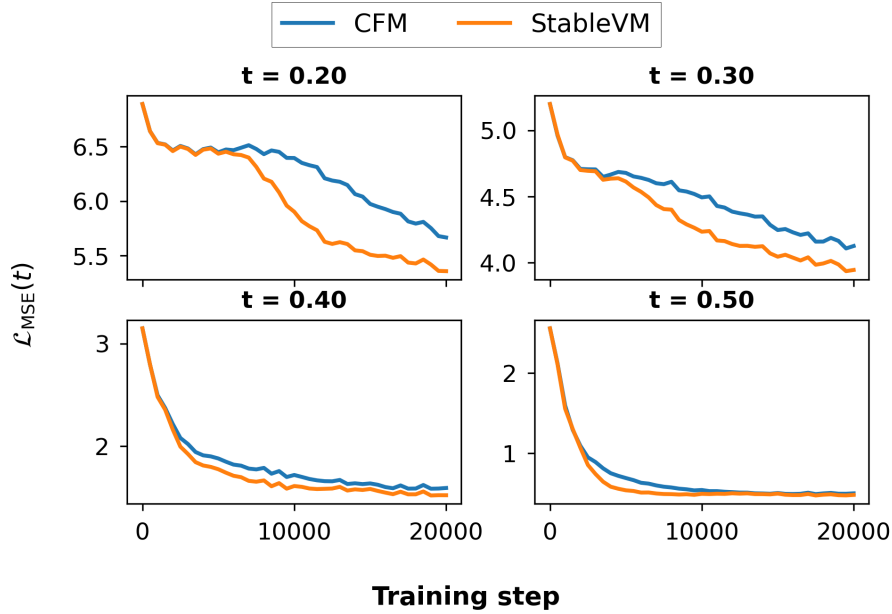 CFM StableVM
t = 0.20 t = 0.30
6.5
6.0
5.5
5.0
4.5
4.0
ℒMSE(t)
t = 0.40 t = 0.50
3
2
2
1
0 10000 20000 0 10000 20000
Training step